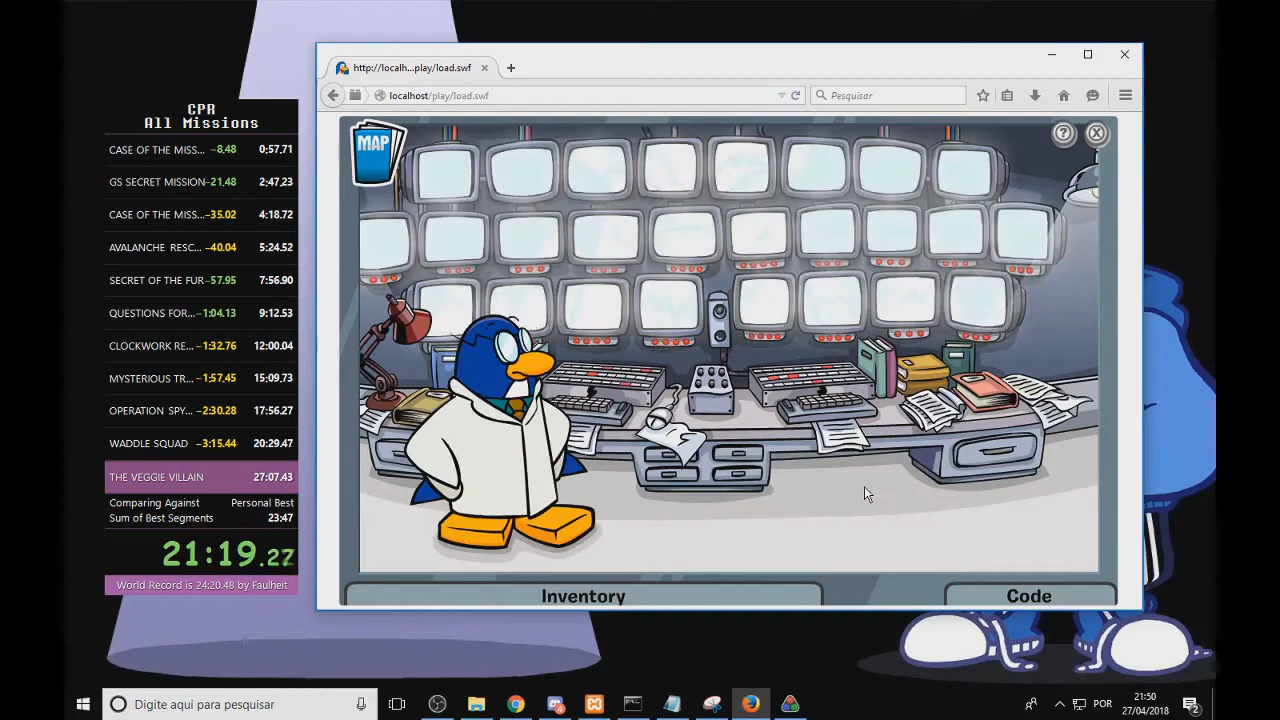 http://localh...play/load.swf
localhost/play/load.swf
Pesquisar
CPR
All Missions
CASE OF THE MISS... −8,48 0:57,71
GS SECRET MISSION −21,48 2:47,23
CASE OF THE MISS... −35.02 4:18.72
AVALANCHE RESC... −40.04 5:24.52
SECRET OF THE FUR −57.95 7:56.90
QUESTIONS FOR... −1:04.13 9:12.53
CLOCKWORK RE... −1:32.76 12:00.04
MYSTERIOUS TR... −1:57.45 15:09.73
OPERATION SPY... −2:30.28 17:56.27
WADDLE SQUAD −3:15.44 20:29.47
THE VEGGIE VILLAIN 27:07.43
Comparing Against Personal Best
Sum of Best Segments 23:47
21:19.27
World Record is 24:20.48 by Faulheit
MAP
?
X
Inventory
Code
Digite aqui para pesquisar
POR
21:50
27/04/2018
2